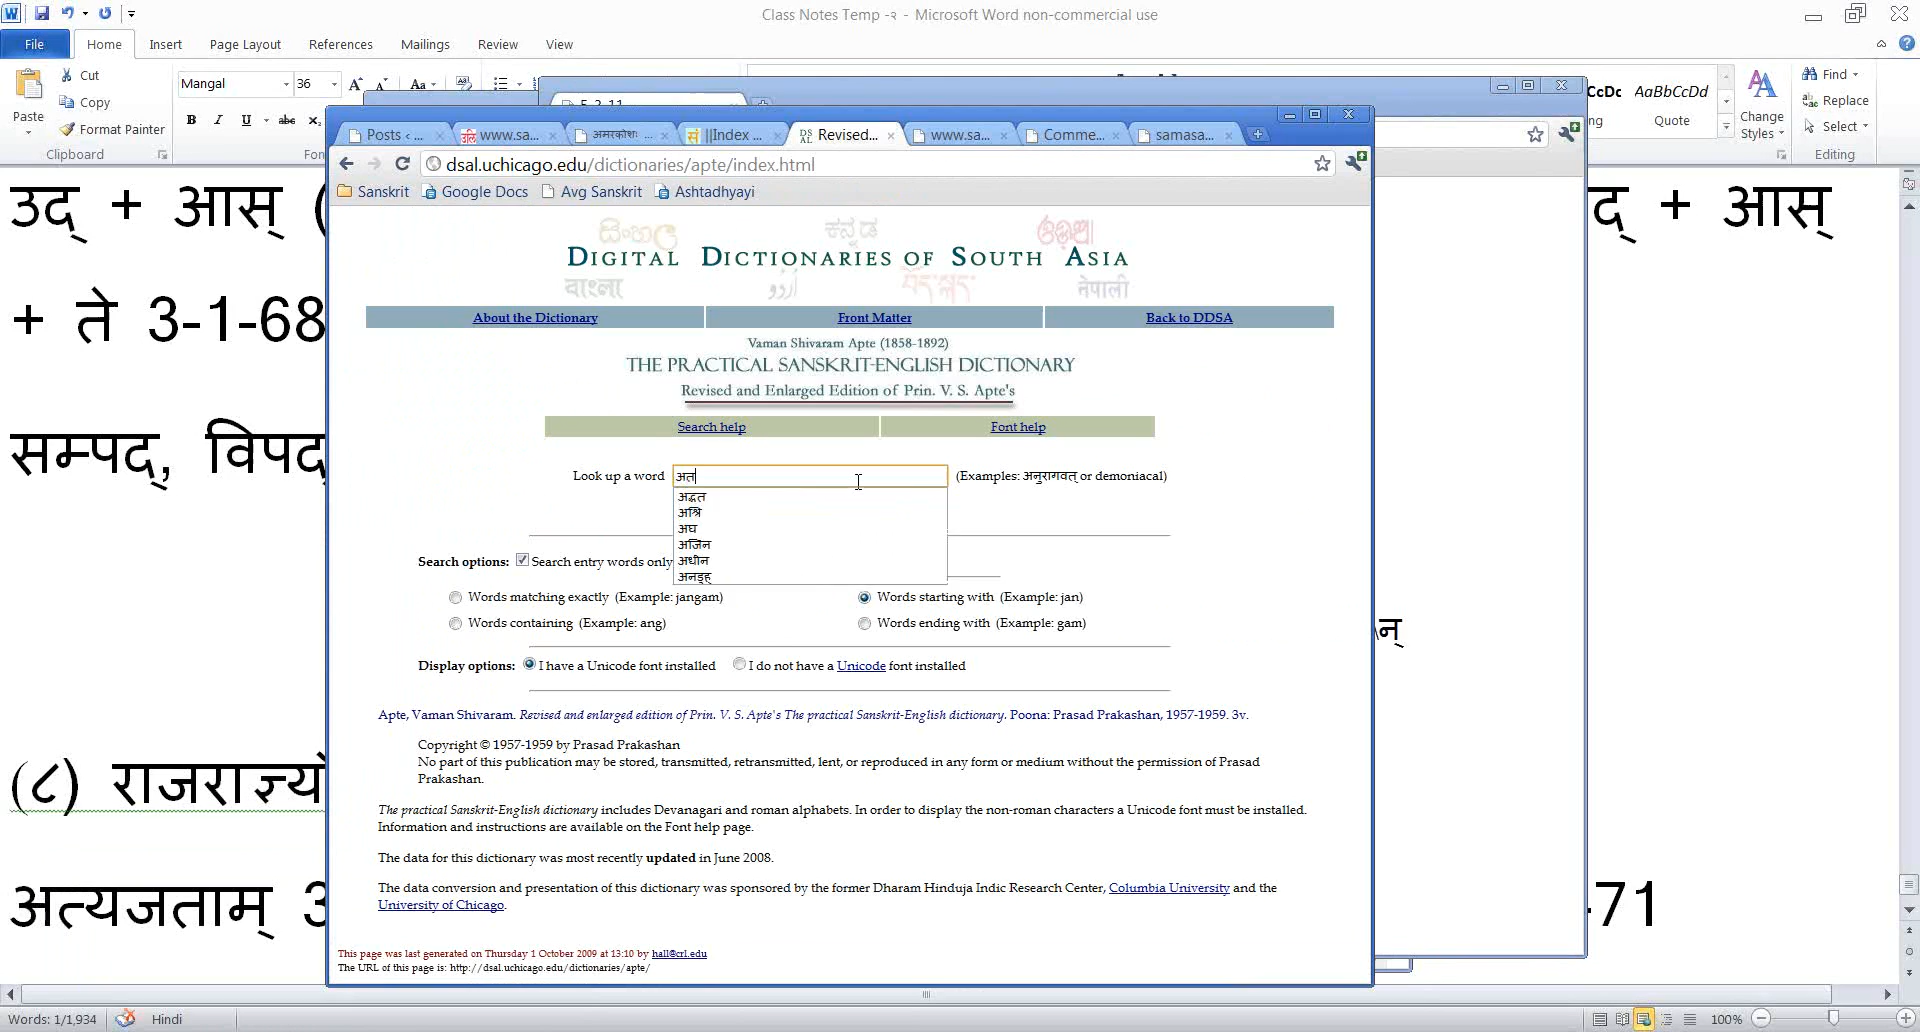 Class Notes Temp -२ - Microsoft Word non-commercial use
File Home Insert Page Layout References Mailings Review View
Cut
Copy
Format Painter
Paste
Clipboard
Mangal 36
B I U abc
AaBbCcDd
Quote
Change Styles
Find
Replace
Select
Editing
5-2-11
Posts < ... www.sa... अमरकोशः ... ||Index ... Revised... www.sa... Comme... samasa...
dsal.uchicago.edu/dictionaries/apte/index.html
Sanskrit Google Docs Avg Sanskrit Ashtadhyayi
සිංහල ಕನ್ನಡ ଓଡ଼ିଆ
DIGITAL DICTIONARIES OF SOUTH ASIA
বাংলা اُردُو नेपाली
About the Dictionary Front Matter Back to DDSA
Vaman Shivaram Apte (1858-1892)
THE PRACTICAL SANSKRIT-ENGLISH DICTIONARY
Revised and Enlarged Edition of Prin. V. S. Apte's
Search help Font help
Look up a word अत (Examples: अनुरागवत् or demoniacal)
अद्भुत
अश्रि
अघ
अजिन
अधीन
अनडुह्
Search options: Search entry words only
Words matching exactly (Example: jangam) Words starting with (Example: jan)
Words containing (Example: ang) Words ending with (Example: gam)
Display options: I have a Unicode font installed I do not have a Unicode font installed
Apte, Vaman Shivaram. Revised and enlarged edition of Prin. V. S. Apte's The practical Sanskrit-English dictionary. Poona: Prasad Prakashan, 1957-1959. 3v.
Copyright © 1957-1959 by Prasad Prakashan
No part of this publication may be stored, transmitted, retransmitted, lent, or reproduced in any form or medium without the permission of Prasad
Prakashan.
The practical Sanskrit-English dictionary includes Devanagari and roman alphabets. In order to display the non-roman characters a Unicode font must be installed.
Information and instructions are available on the Font help page.
The data for this dictionary was most recently updated in June 2008.
The data conversion and presentation of this dictionary was sponsored by the former Dharam Hinduja Indic Research Center, Columbia University and the
University of Chicago.
This page was last generated on Thursday 1 October 2009 at 13:10 by hall@crl.edu
The URL of this page is: http://dsal.uchicago.edu/dictionaries/apte/
उद् + आस् ( द् + आस्
+ ते 3-1-68
सम्पद्, विपद्
न्
(८)
अत्यजताम् 3 -71
Words: 1/1,934 Hindi 100%